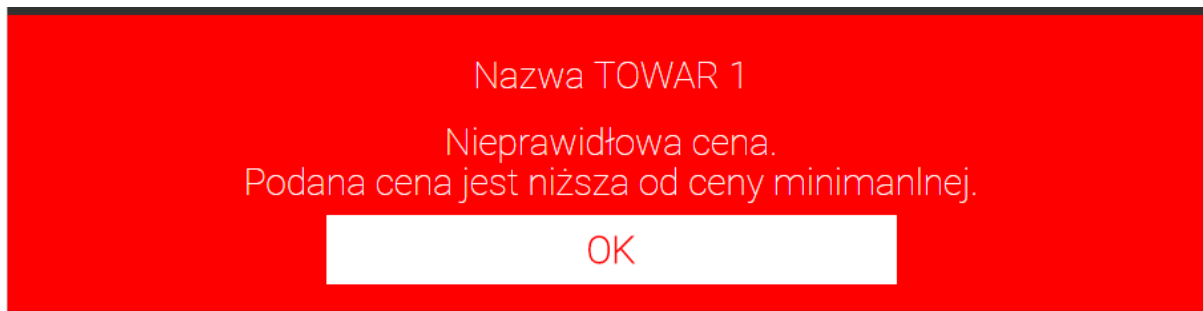 Nazwa TOWAR 1
Nieprawidłowa cena.
Podana cena jest niższa od ceny minimanlnej.
OK